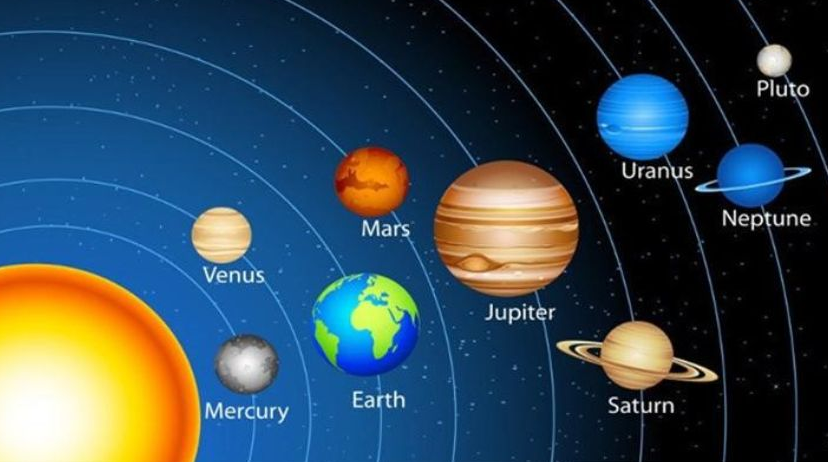 Pluto
Uranus
Neptune
Mars
Venus
Jupiter
Earth
Saturn
Mercury